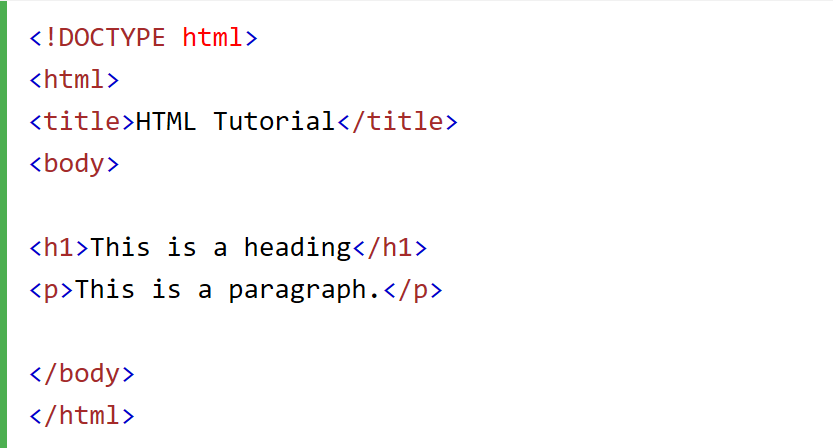 <!DOCTYPE html>
<html>
<title>HTML Tutorial</title>
<body>
<h1>This is a heading</h1>
<p>This is a paragraph.</p>
</body>
</html>